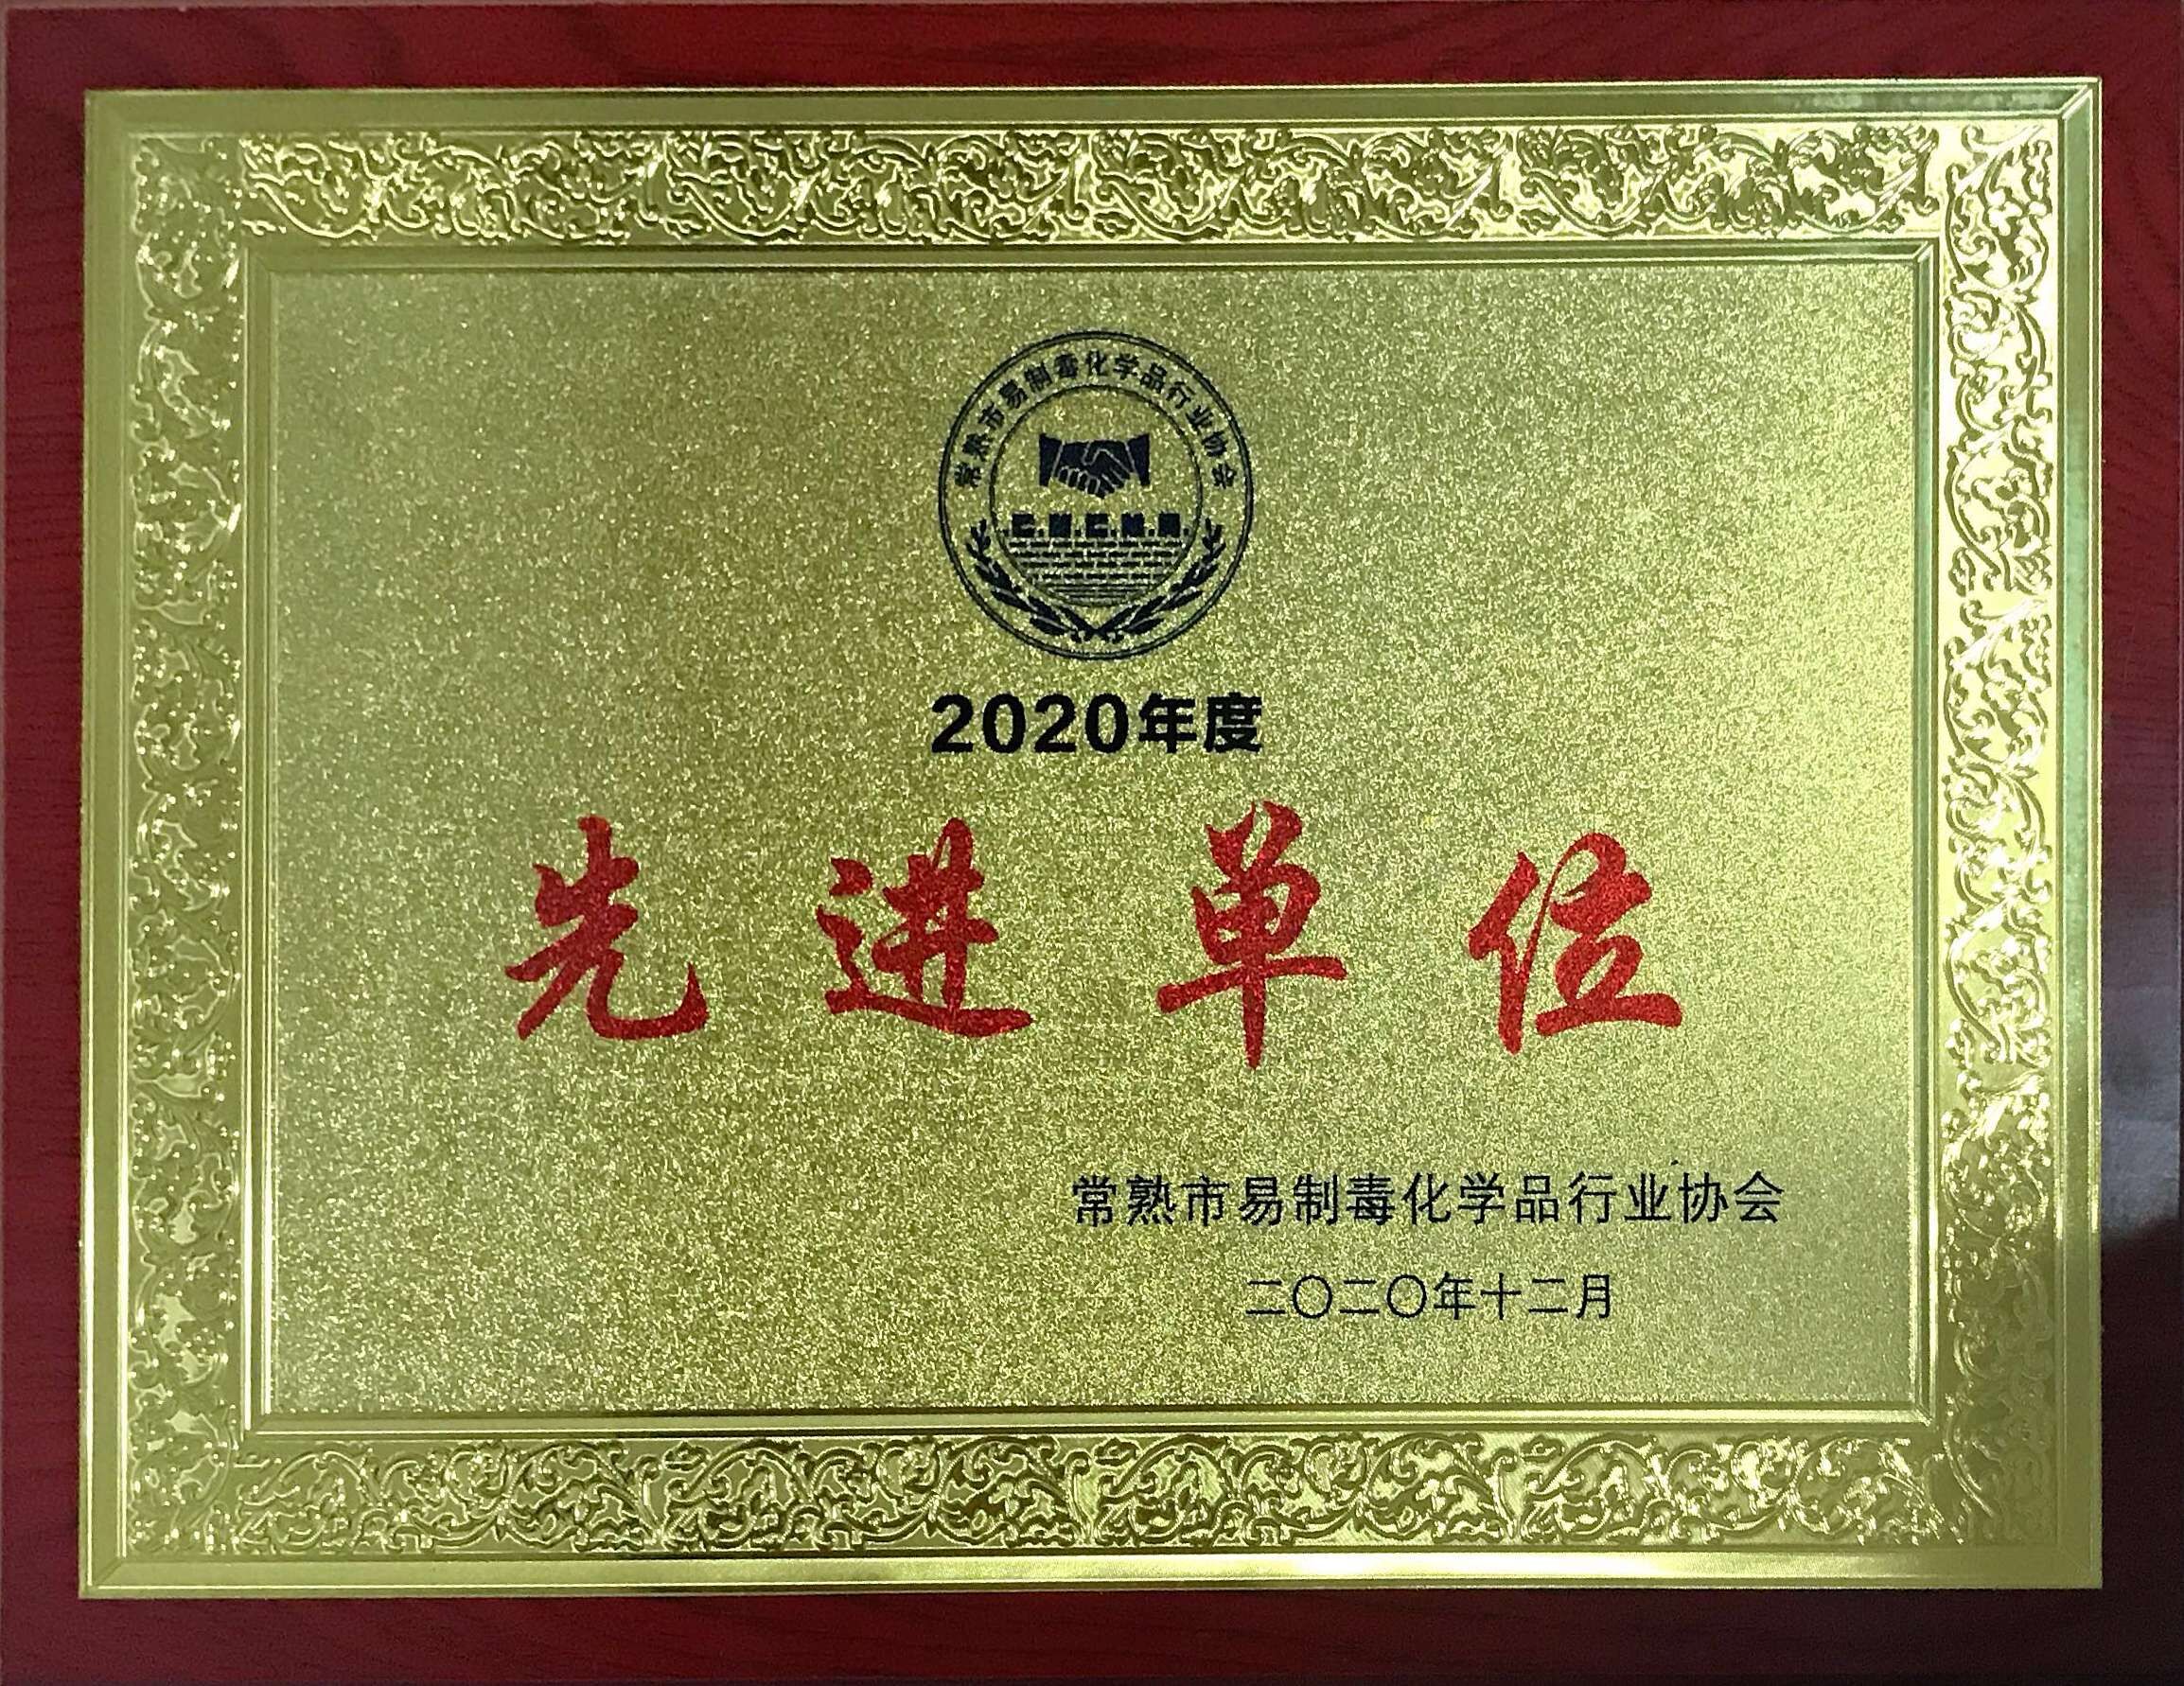 常熟市易制毒化学品行业协会
2020年度
先进单位
常熟市易制毒化学品行业协会
二〇二〇年十二月